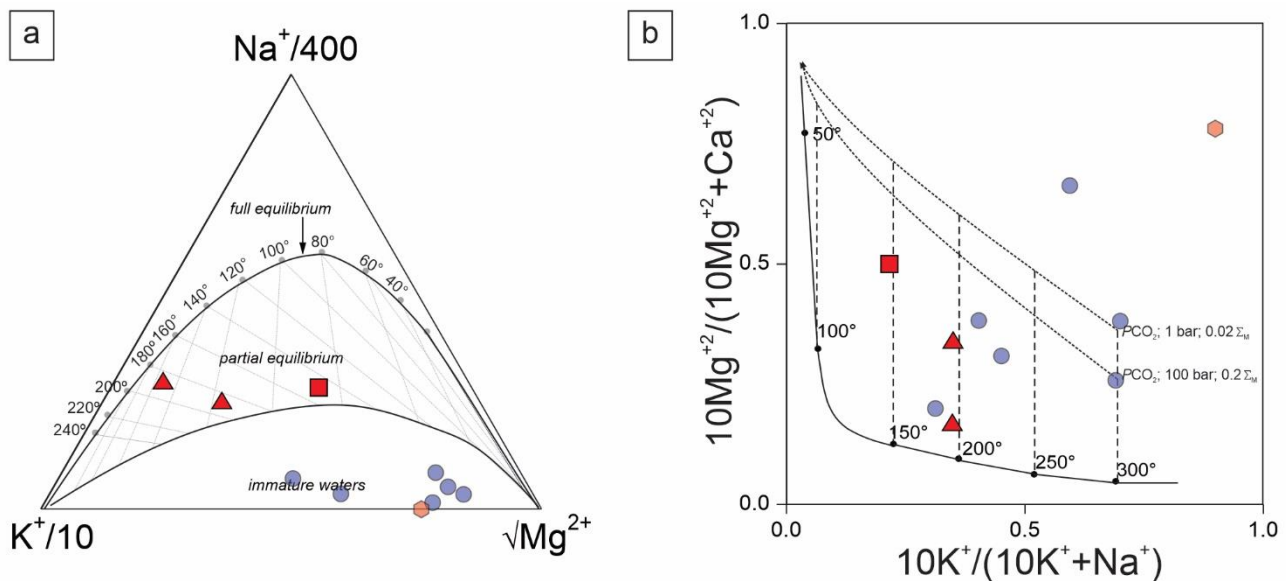 a
Na⁺/400
full equilibrium
80°
100°
120°
60°
40°
140°
160°
180°
partial equilibrium
200°
220°
240°
immature waters
K⁺/10
√Mg²⁺
b
1.0
50°
10Mg⁺²/(10Mg⁺²+Ca⁺²)
0.5
100°
PCO₂; 1 bar; 0.02 Σ_M
PCO₂; 100 bar; 0.2 Σ_M
150°
200°
250°
300°
0.0
0.0
0.5
1.0
10K⁺/(10K⁺+Na⁺)